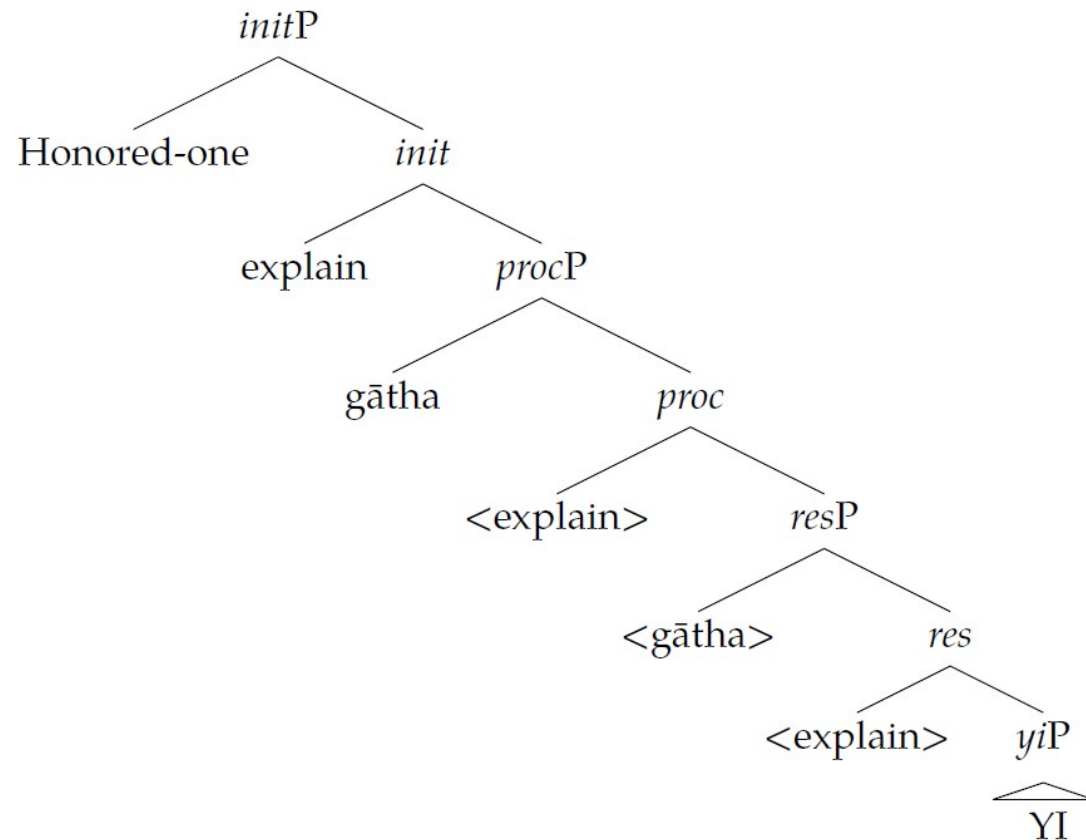 initP
Honored-one init
explain procP
gātha proc
<explain> resP
<gātha> res
<explain> yiP
YI